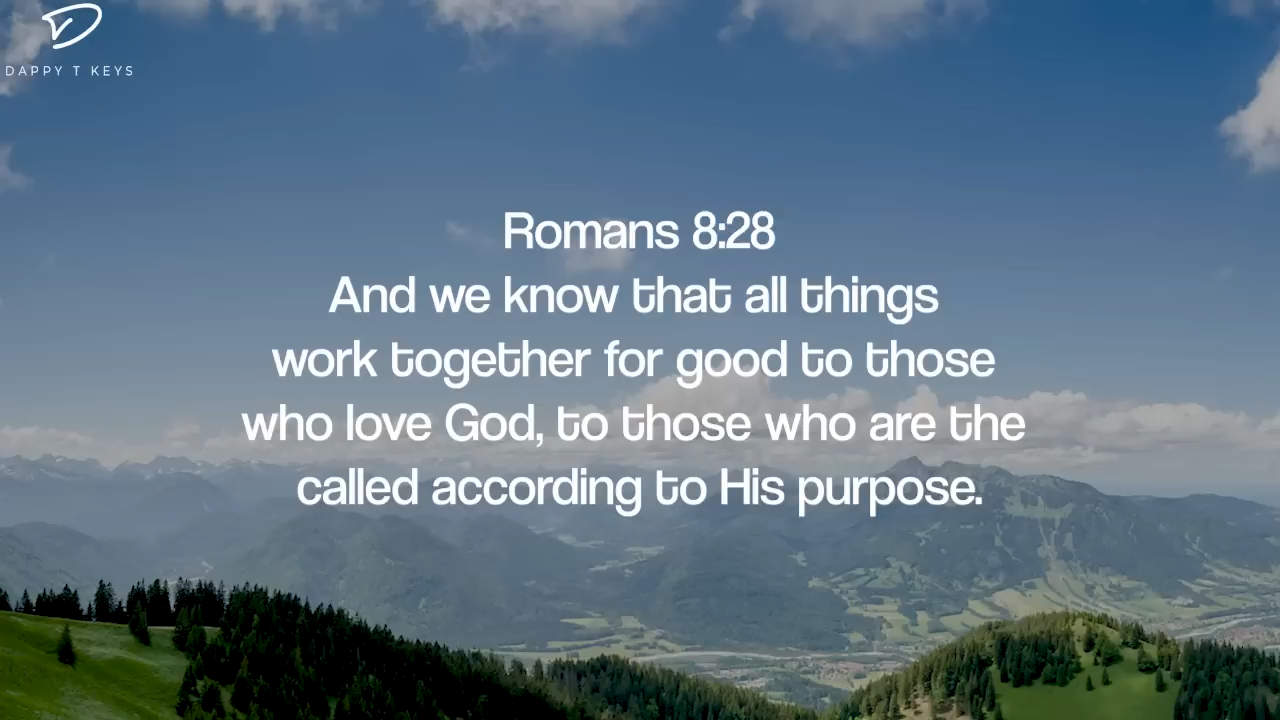 DAPPY T KEYS
Romans 8:28
And we know that all things
work together for good to those
who love God, to those who are the
called according to His purpose.